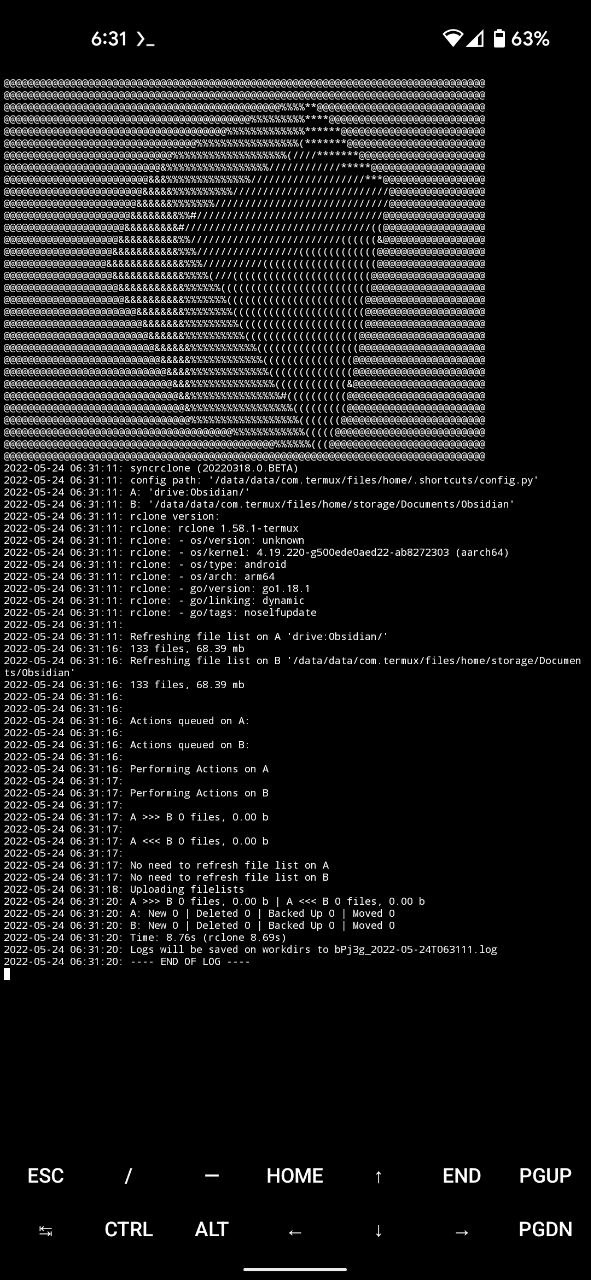 6:31 ❯_ 63%
2022-05-24 06:31:11: syncrclone (20220318.0.BETA)
2022-05-24 06:31:11: config path: '/data/data/com.termux/files/home/.shortcuts/config.py'
2022-05-24 06:31:11: A: 'drive:Obsidian/'
2022-05-24 06:31:11: B: '/data/data/com.termux/files/home/storage/Documents/Obsidian'
2022-05-24 06:31:11: rclone version:
2022-05-24 06:31:11: rclone: rclone 1.58.1-termux
2022-05-24 06:31:11: rclone: - os/version: unknown
2022-05-24 06:31:11: rclone: - os/kernel: 4.19.220-g500ede0aed22-ab8272303 (aarch64)
2022-05-24 06:31:11: rclone: - os/type: android
2022-05-24 06:31:11: rclone: - os/arch: arm64
2022-05-24 06:31:11: rclone: - go/version: go1.18.1
2022-05-24 06:31:11: rclone: - go/linking: dynamic
2022-05-24 06:31:11: rclone: - go/tags: noselfupdate
2022-05-24 06:31:11:
2022-05-24 06:31:11: Refreshing file list on A 'drive:Obsidian/'
2022-05-24 06:31:16: 133 files, 68.39 mb
2022-05-24 06:31:16: Refreshing file list on B '/data/data/com.termux/files/home/storage/Documen
ts/Obsidian'
2022-05-24 06:31:16: 133 files, 68.39 mb
2022-05-24 06:31:16:
2022-05-24 06:31:16:
2022-05-24 06:31:16: Actions queued on A:
2022-05-24 06:31:16:
2022-05-24 06:31:16: Actions queued on B:
2022-05-24 06:31:16:
2022-05-24 06:31:16: Performing Actions on A
2022-05-24 06:31:17:
2022-05-24 06:31:17: Performing Actions on B
2022-05-24 06:31:17:
2022-05-24 06:31:17: A >>> B 0 files, 0.00 b
2022-05-24 06:31:17:
2022-05-24 06:31:17: A <<< B 0 files, 0.00 b
2022-05-24 06:31:17:
2022-05-24 06:31:17: No need to refresh file list on A
2022-05-24 06:31:17: No need to refresh file list on B
2022-05-24 06:31:18: Uploading filelists
2022-05-24 06:31:20: A >>> B 0 files, 0.00 b | A <<< B 0 files, 0.00 b
2022-05-24 06:31:20: A: New 0 | Deleted 0 | Backed Up 0 | Moved 0
2022-05-24 06:31:20: B: New 0 | Deleted 0 | Backed Up 0 | Moved 0
2022-05-24 06:31:20: Time: 8.76s (rclone 8.69s)
2022-05-24 06:31:20: Logs will be saved on workdirs to bPj3g_2022-05-24T063111.log
2022-05-24 06:31:20: ---- END OF LOG ----
ESC / — HOME ↑ END PGUP
↹ CTRL ALT ← ↓ → PGDN